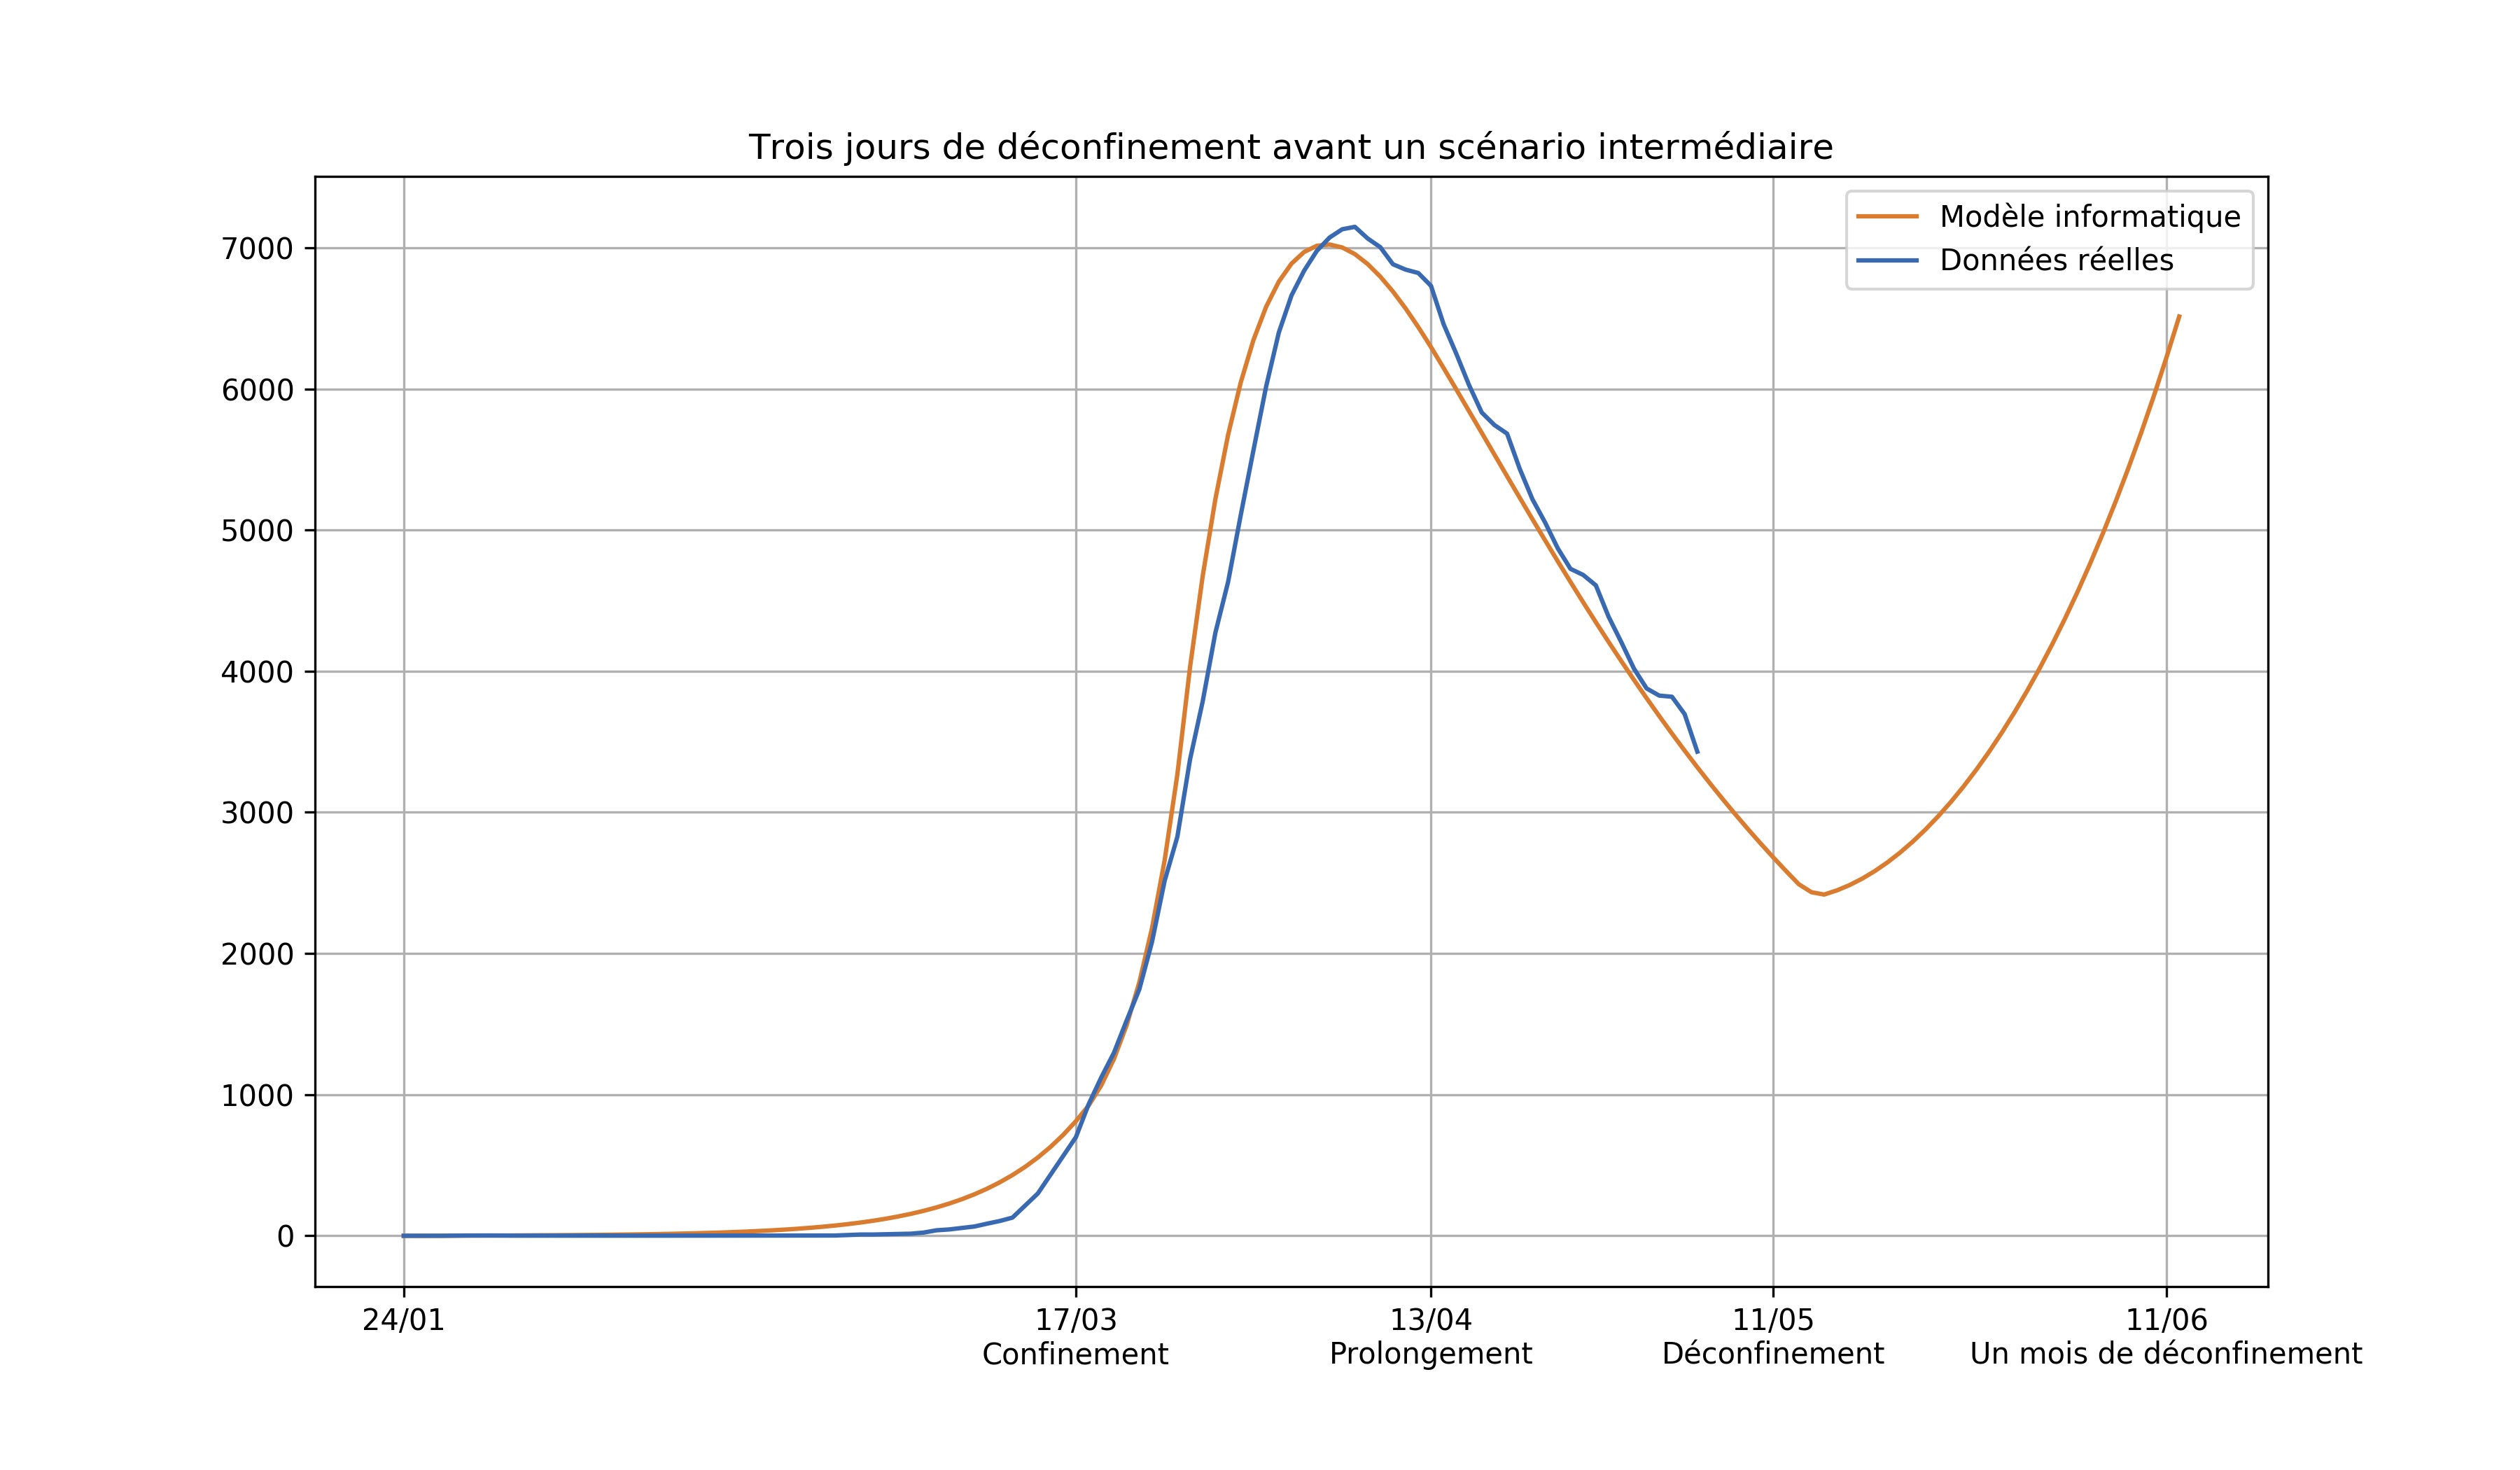 Trois jours de déconfinement avant un scénario intermédiaire
Modèle informatique
Données réelles
7000
6000
5000
4000
3000
2000
1000
0
24/01
17/03
Confinement
13/04
Prolongement
11/05
Déconfinement
11/06
Un mois de déconfinement